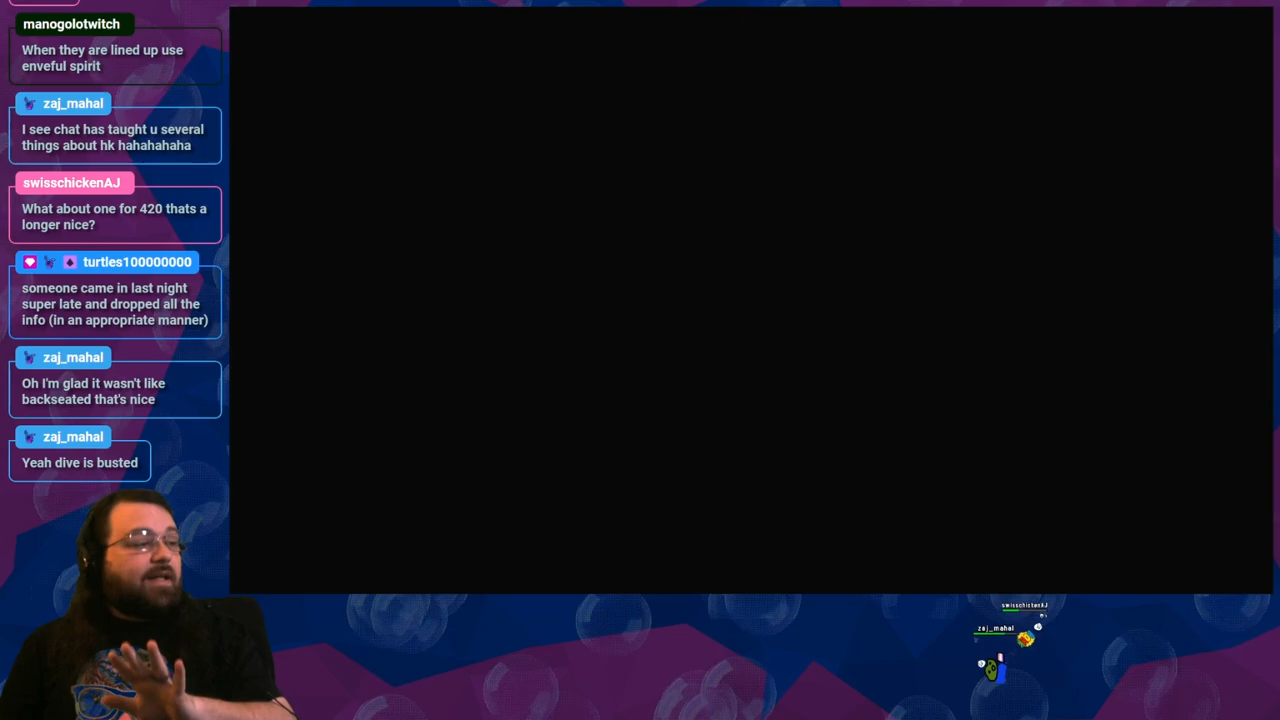 manogolotwitch
When they are lined up use
enveful spirit
zaj_mahal
I see chat has taught u several
things about hk hahahahaha
swisschickenAJ
What about one for 420 thats a
longer nice?
turtles100000000
someone came in last night
super late and dropped all the
info (in an appropriate manner)
zaj_mahal
Oh I'm glad it wasn't like
backseated that's nice
zaj_mahal
Yeah dive is busted
swisschickenAJ
zaj_mahal